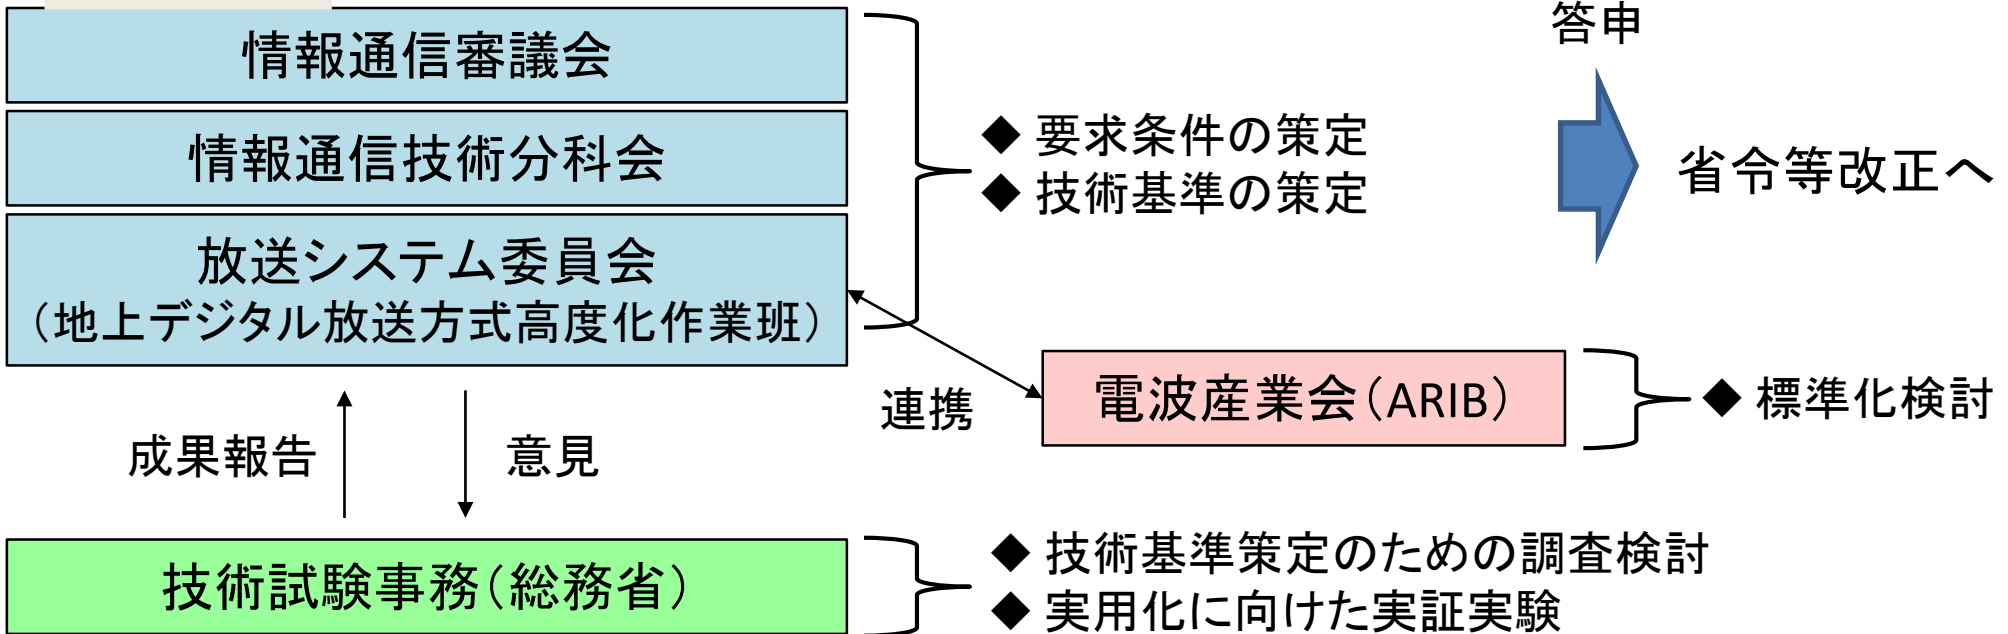 情報通信審議会
情報通信技術分科会
放送システム委員会
（地上デジタル放送方式高度化作業班）
◆ 要求条件の策定
◆ 技術基準の策定
答申
省令等改正へ
連携
電波産業会（ARIB）
◆ 標準化検討
成果報告
意見
技術試験事務（総務省）
◆ 技術基準策定のための調査検討
◆ 実用化に向けた実証実験